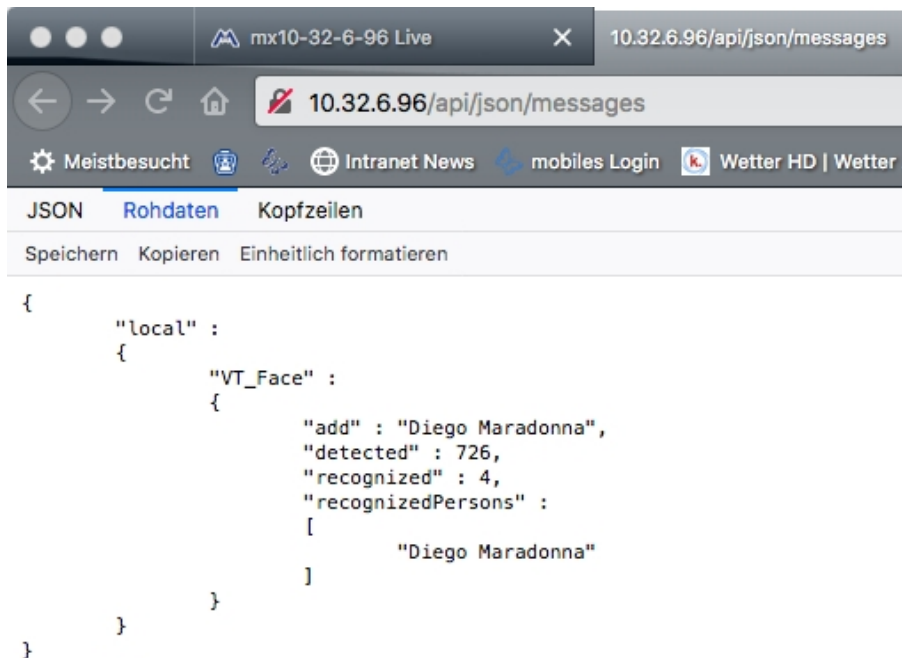 mx10-32-6-96 Live
10.32.6.96/api/json/messages
10.32.6.96/api/json/messages
Meistbesucht Intranet News mobiles Login k. Wetter HD | Wetter
JSON Rohdaten Kopfzeilen
Speichern Kopieren Einheitlich formatieren
{
"local" :
{
"VT_Face" :
{
"add" : "Diego Maradonna",
"detected" : 726,
"recognized" : 4,
"recognizedPersons" :
[
"Diego Maradonna"
]
}
}
}